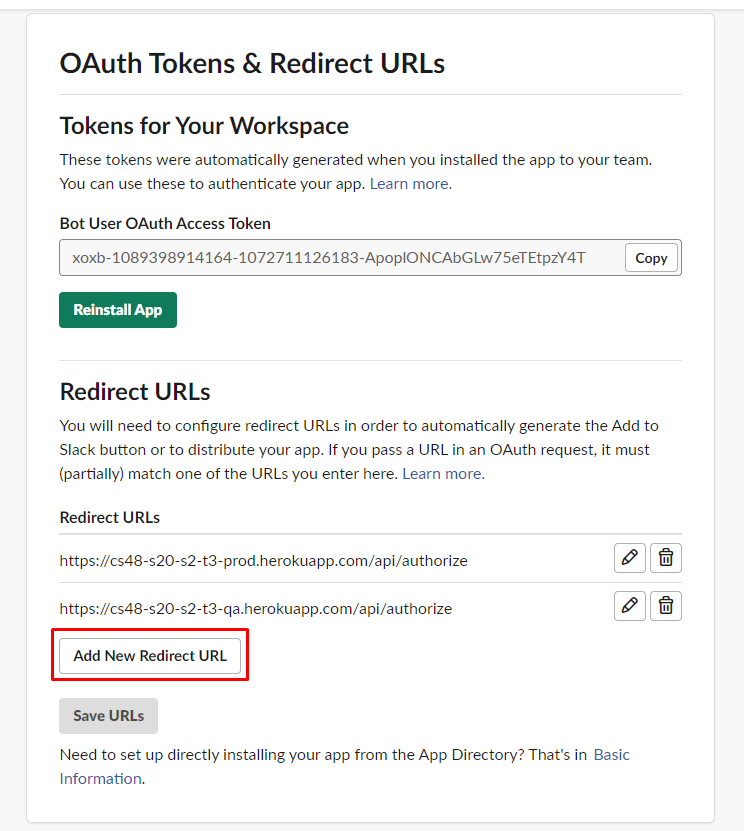 OAuth Tokens & Redirect URLs
Tokens for Your Workspace
These tokens were automatically generated when you installed the app to your team.
You can use these to authenticate your app. Learn more.
Bot User OAuth Access Token
xoxb-1089398914164-1072711126183-ApoplONCAbGLw75eTEtpzY4T
Copy
Reinstall App
Redirect URLs
You will need to configure redirect URLs in order to automatically generate the Add to
Slack button or to distribute your app. If you pass a URL in an OAuth request, it must
(partially) match one of the URLs you enter here. Learn more.
Redirect URLs
https://cs48-s20-s2-t3-prod.herokuapp.com/api/authorize
https://cs48-s20-s2-t3-qa.herokuapp.com/api/authorize
Add New Redirect URL
Save URLs
Need to set up directly installing your app from the App Directory? That's in Basic
Information.